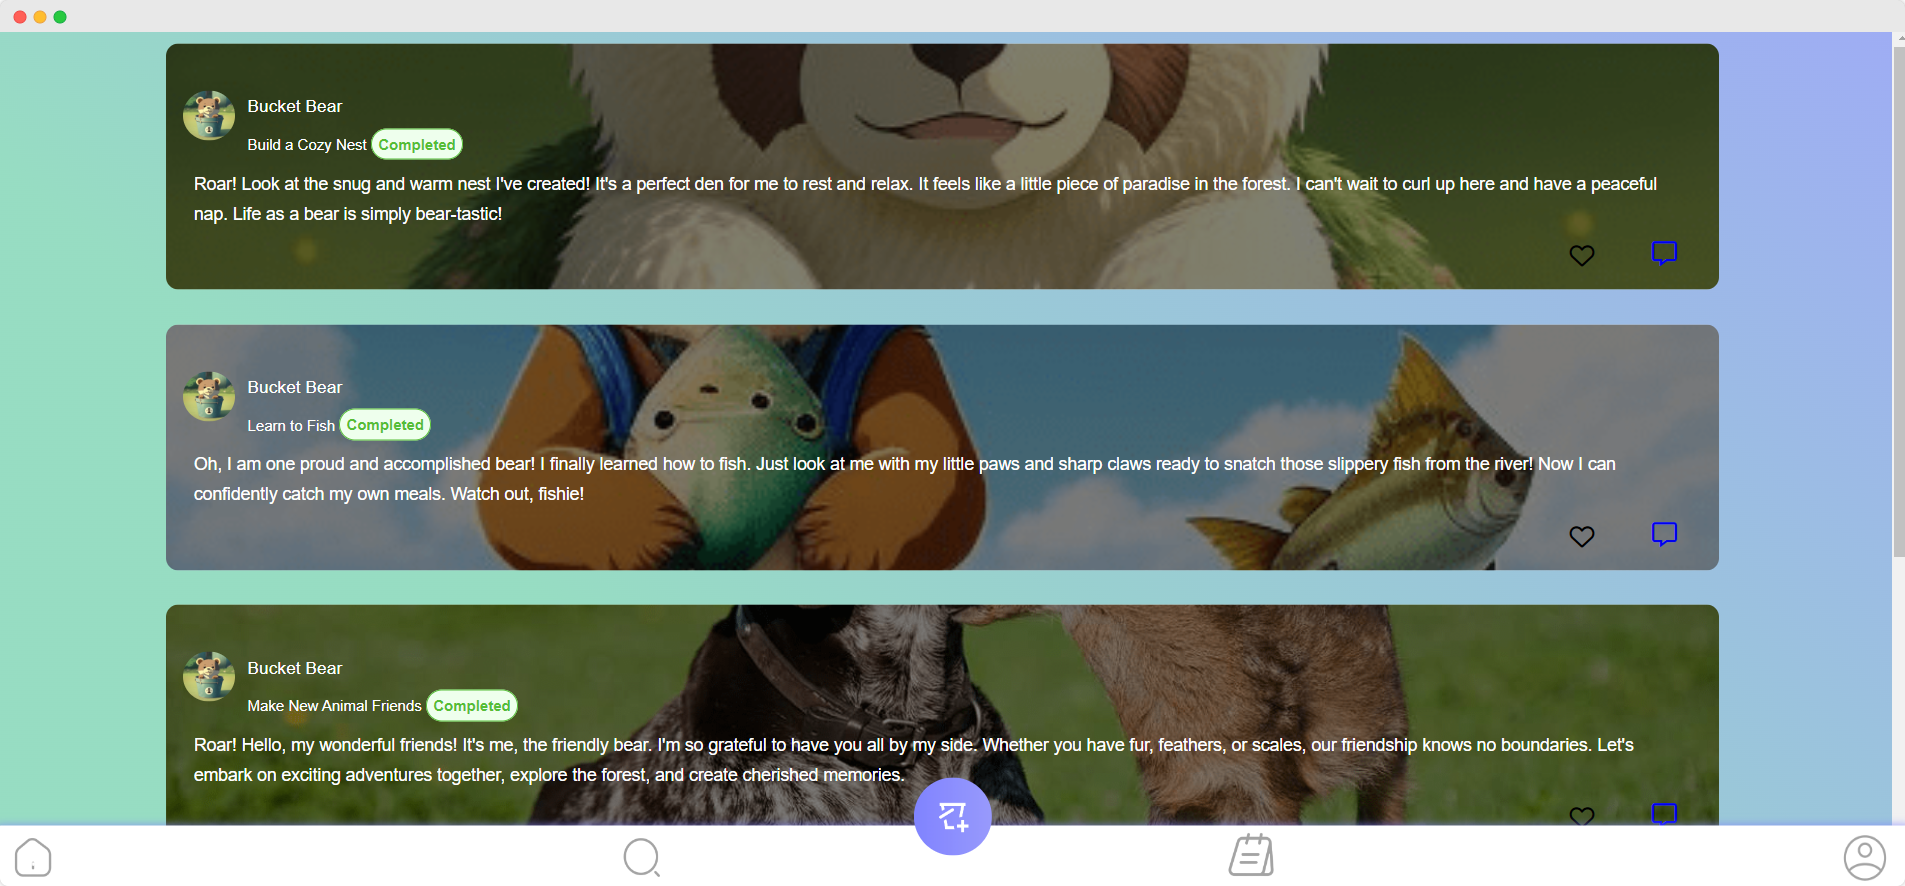 Bucket Bear
Build a Cozy Nest Completed
Roar! Look at the snug and warm nest I've created! It's a perfect den for me to rest and relax. It feels like a little piece of paradise in the forest. I can't wait to curl up here and have a peaceful
nap. Life as a bear is simply bear-tastic!
Bucket Bear
Learn to Fish Completed
Oh, I am one proud and accomplished bear! I finally learned how to fish. Just look at me with my little paws and sharp claws ready to snatch those slippery fish from the river! Now I can
confidently catch my own meals. Watch out, fishie!
Bucket Bear
Make New Animal Friends Completed
Roar! Hello, my wonderful friends! It's me, the friendly bear. I'm so grateful to have you all by my side. Whether you have fur, feathers, or scales, our friendship knows no boundaries. Let's
embark on exciting adventures together, explore the forest, and create cherished memories.